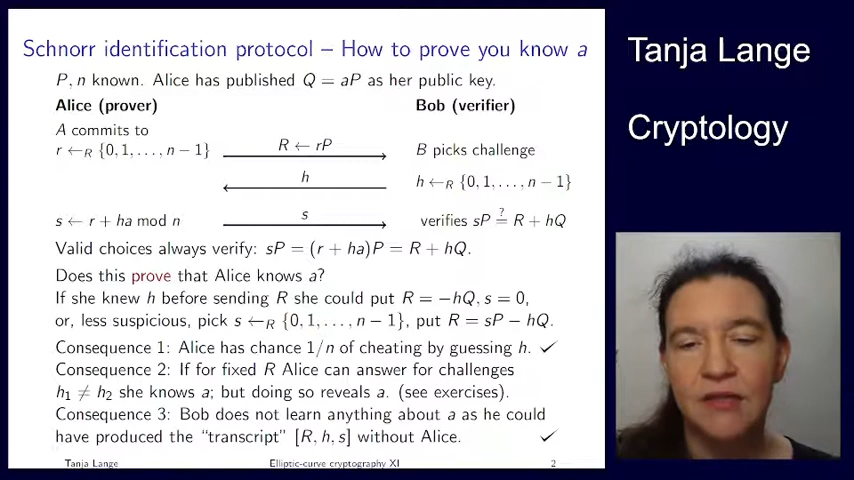 Schnorr identification protocol – How to prove you know a
P, n known. Alice has published Q = aP as her public key.
Alice (prover) Bob (verifier)
A commits to
r ←R {0, 1, . . . , n − 1} R ← rP B picks challenge
h h ←R {0, 1, . . . , n − 1}
s ← r + ha mod n s verifies sP ≟ R + hQ
Valid choices always verify: sP = (r + ha)P = R + hQ.
Does this prove that Alice knows a?
If she knew h before sending R she could put R = −hQ, s = 0,
or, less suspicious, pick s ←R {0, 1, . . . , n − 1}, put R = sP − hQ.
Consequence 1: Alice has chance 1/n of cheating by guessing h. ✓
Consequence 2: If for fixed R Alice can answer for challenges
h1 ≠ h2 she knows a; but doing so reveals a. (see exercises).
Consequence 3: Bob does not learn anything about a as he could
have produced the “transcript” [R, h, s] without Alice. ✓
Tanja Lange Elliptic-curve cryptography XI 2
Tanja Lange
Cryptology